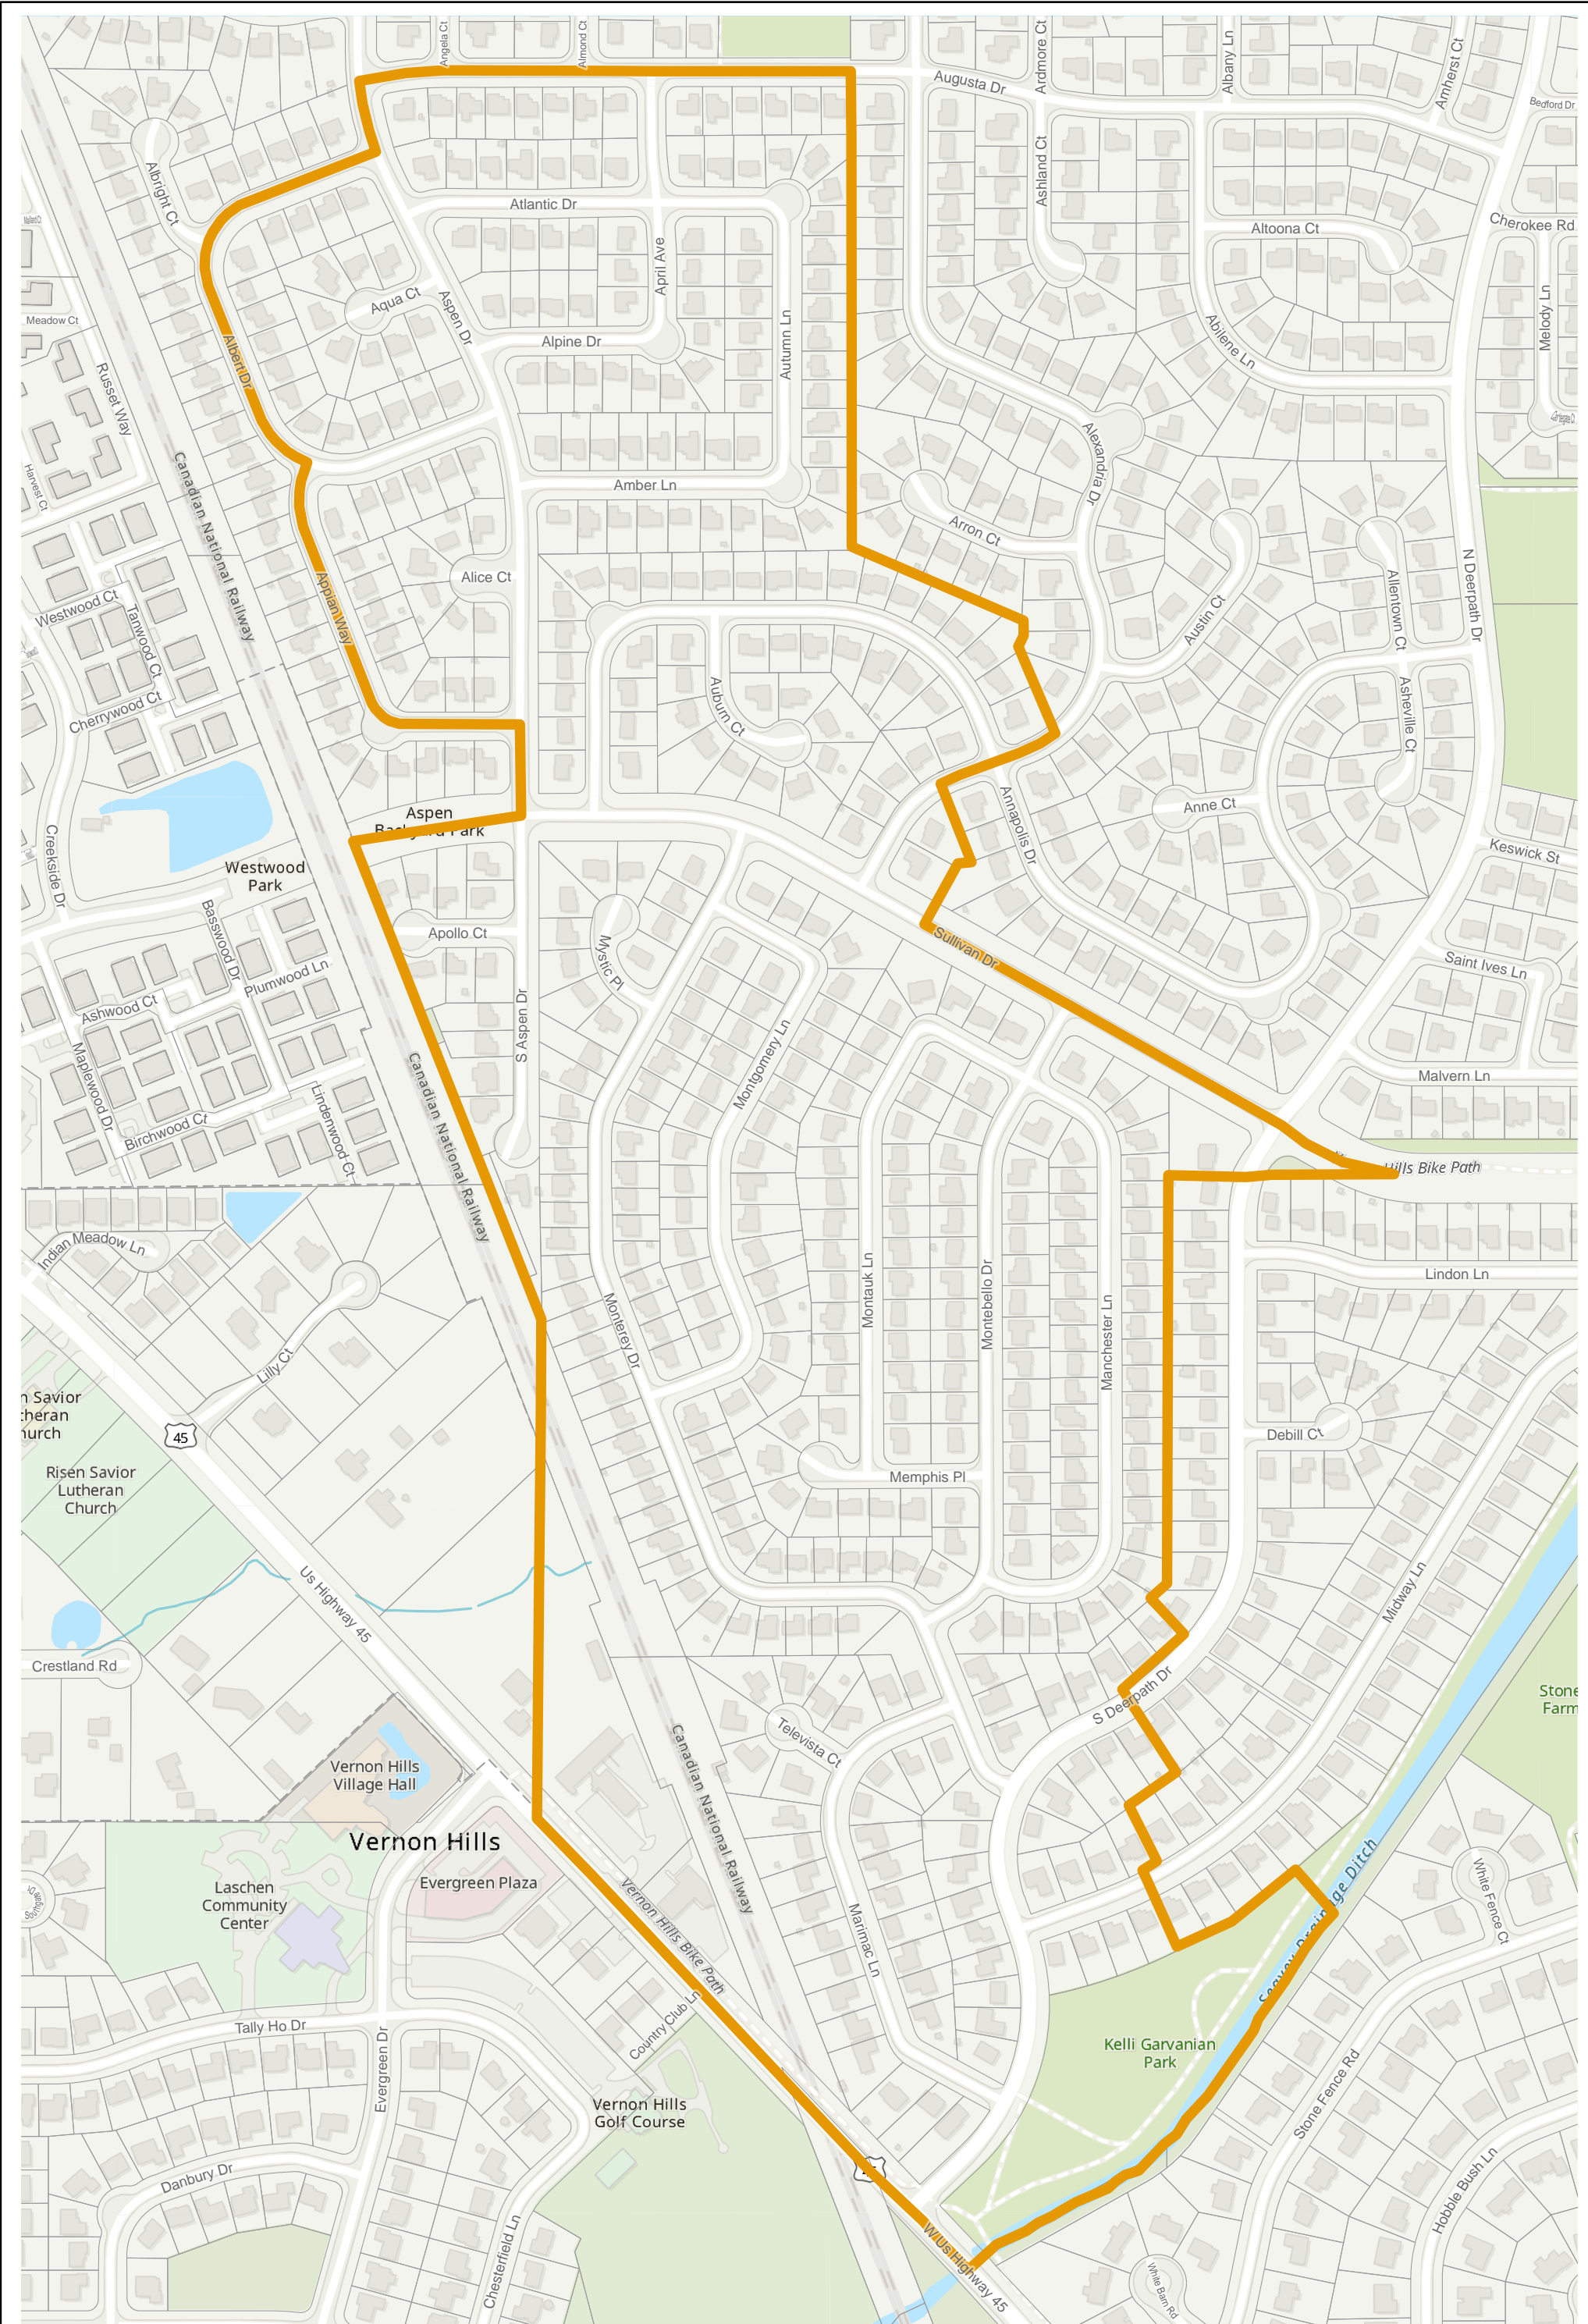 Angela Ct
Almond Ct
Augusta Dr
Ardmore Ct
Albany Ln
Amherst Ct
Bedford Dr
Albright Ct
Ashland Ct
Atlantic Dr
Altoona Ct
Cherokee Rd
April Ave
Aqua Ct
Aspen Dr
Meadow Ct
Alpine Dr
Autumn Ln
Abilene Ln
Melody Ln
Albert Dr
Russet Way
Canadian National Railway
Harvest Ct
Amber Ln
Alexandria Dr
Arron Ct
N Deerpath Dr
Alice Ct
Appian Way
Westwood Ct
Tanwood Ct
Austin Ct
Allentown Ct
Cherrywood Ct
Auburn Ct
Asheville Ct
Aspen
Backyard Park
Annapolis Dr
Anne Ct
Creekside Dr
Keswick St
Westwood
Park
Basswood Dr
Apollo Ct
Mystic Pl
Sullivan Dr
Plumwood Ln
Saint Ives Ln
Ashwood Ct
S Aspen Dr
Montgomery Ln
Maplewood Dr
Malvern Ln
Birchwood Ct
Lindenwood Ct
Canadian National Railway
Hills Bike Path
Indian Meadow Ln
Monterey Dr
Montauk Ln
Montebello Dr
Manchester Ln
Lindon Ln
Lilly Ct
n Savior
theran
hurch
45
Debill Ct
Risen Savior
Lutheran
Church
Memphis Pl
Us Highway 45
Midway Ln
Crestland Rd
S Deerpath Dr
Stone
Farm
Televista Ct
Canadian National Railway
Vernon Hills
Village Hall
Vernon Hills
Evergreen Plaza
Laschen
Community
Center
Vernon Hills Bike Path
Marimac Ln
Seavey Drainage Ditch
White Fence Ct
Country Club Ln
Tally Ho Dr
Evergreen Dr
Kelli Garvanian
Park
Stone Fence Rd
Vernon Hills
Golf Course
Danbury Dr
Chesterfield Ln
W Us Highway 45
White Barn Rd
Hobble Bush Ln